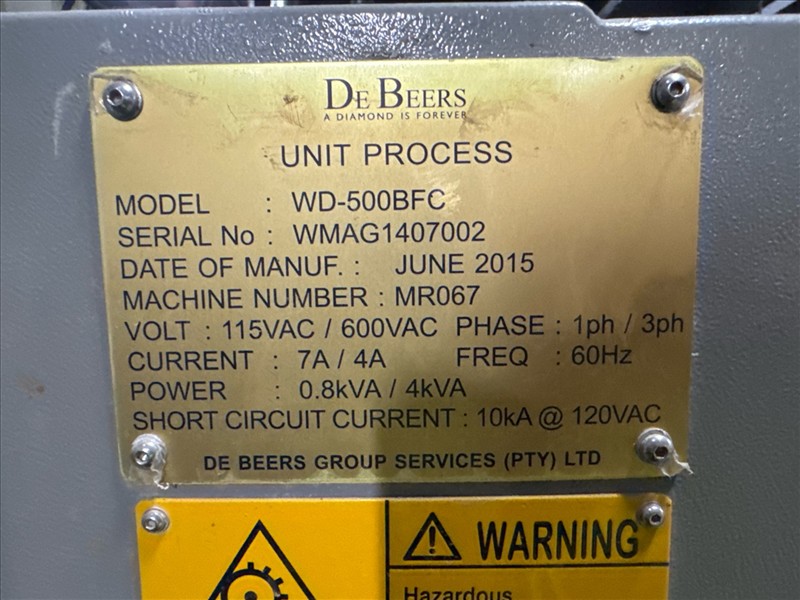 DE BEERS
A DIAMOND IS FOREVER
UNIT PROCESS
MODEL : WD-500BFC
SERIAL No : WMAG1407002
DATE OF MANUF. : JUNE 2015
MACHINE NUMBER : MR067
VOLT : 115VAC / 600VAC PHASE : 1ph / 3ph
CURRENT : 7A / 4A FREQ : 60Hz
POWER : 0.8kVA / 4kVA
SHORT CIRCUIT CURRENT : 10kA @ 120VAC
DE BEERS GROUP SERVICES (PTY) LTD
WARNING
Hazardous